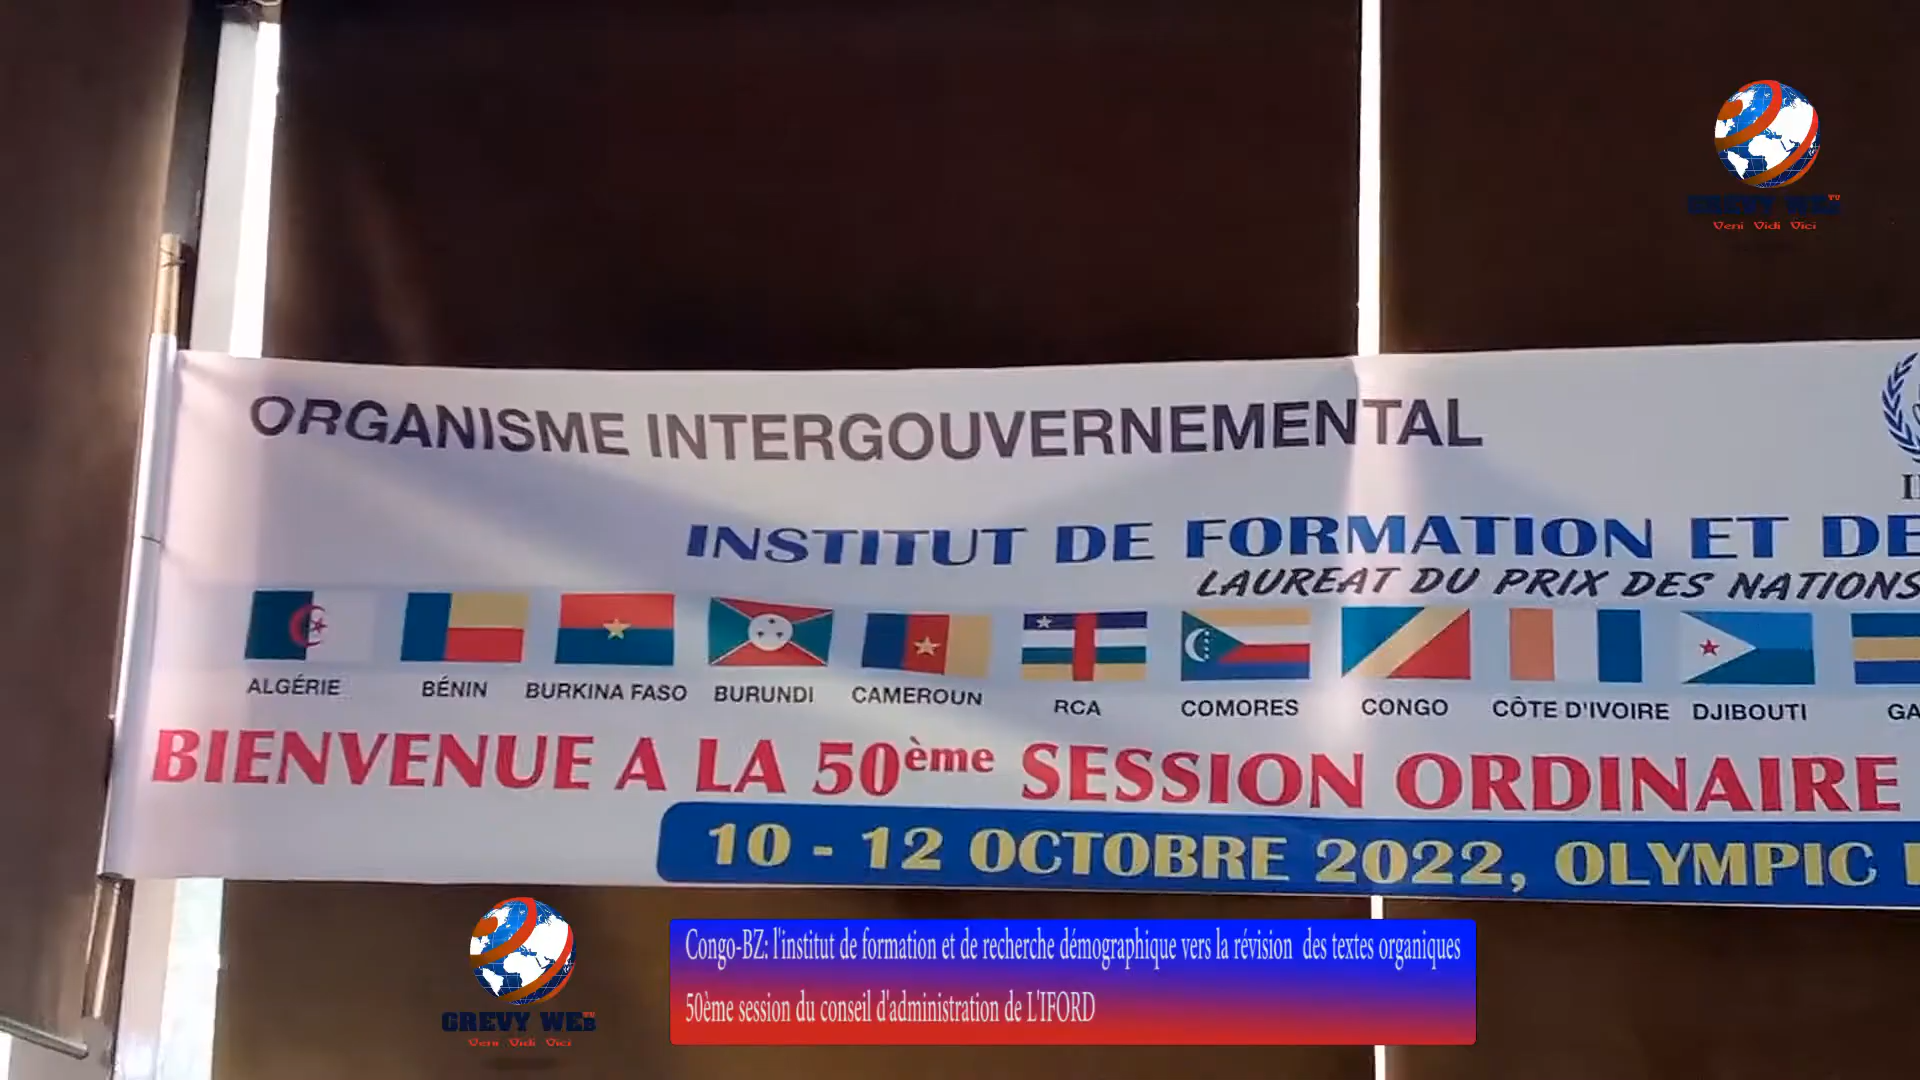 GREVY WEB TV
Veni Vidi Vici
ORGANISME INTERGOUVERNEMENTAL
INSTITUT DE FORMATION ET DE
LAUREAT DU PRIX DES NATIONS
ALGÉRIE BÉNIN BURKINA FASO BURUNDI CAMEROUN RCA COMORES CONGO CÔTE D'IVOIRE DJIBOUTI GA
BIENVENUE A LA 50ème SESSION ORDINAIRE
10 - 12 OCTOBRE 2022, OLYMPIC
GREVY WEB TV
Veni Vidi Vici
Congo-BZ: l'institut de formation et de recherche démographique vers la révision des textes organiques
50ème session du conseil d'administration de L'IFORD